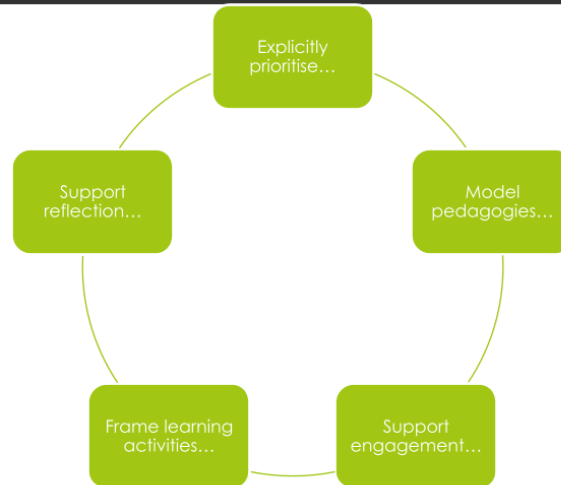 Explicitly
prioritise…
Model
pedagogies…
Support
engagement…
Frame learning
activities…
Support
reflection…